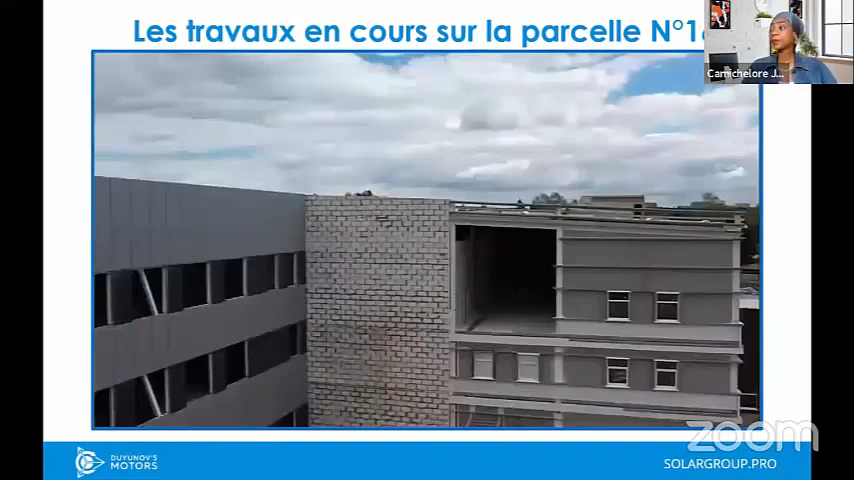 Les travaux en cours sur la parcelle N°1
Camichelore J...
zoom
DUYUNOV'S
MOTORS
SOLARGROUP.PRO